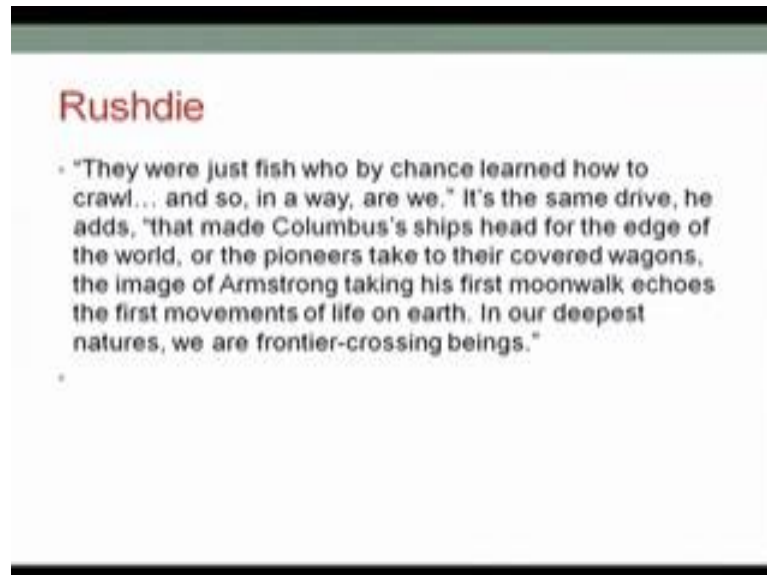 Rushdie
"They were just fish who by chance learned how to
crawl... and so, in a way, are we." It's the same drive, he
adds, "that made Columbus's ships head for the edge of
the world, or the pioneers take to their covered wagons,
the image of Armstrong taking his first moonwalk echoes
the first movements of life on earth. In our deepest
natures, we are frontier-crossing beings."